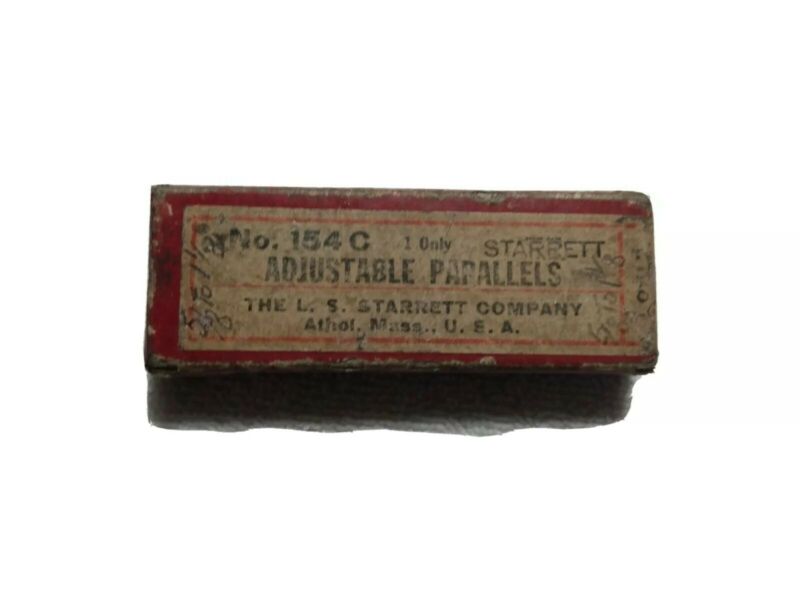 No. 154 C 1 Only STARRETT
ADJUSTABLE PARALLELS
THE L. S. STARRETT COMPANY
Athol, Mass., U. S. A.